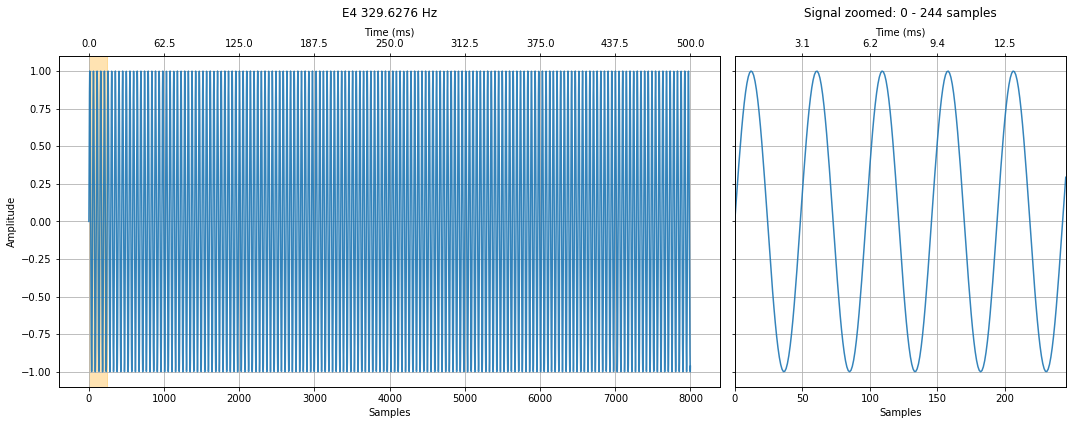 E4 329.6276 Hz
Time (ms)
0.0 62.5 125.0 187.5 250.0 312.5 375.0 437.5 500.0
1.00
0.75
0.50
0.25
0.00
−0.25
−0.50
−0.75
−1.00
Amplitude
0 1000 2000 3000 4000 5000 6000 7000 8000
Samples
Signal zoomed: 0 - 244 samples
Time (ms)
3.1 6.2 9.4 12.5
0 50 100 150 200
Samples